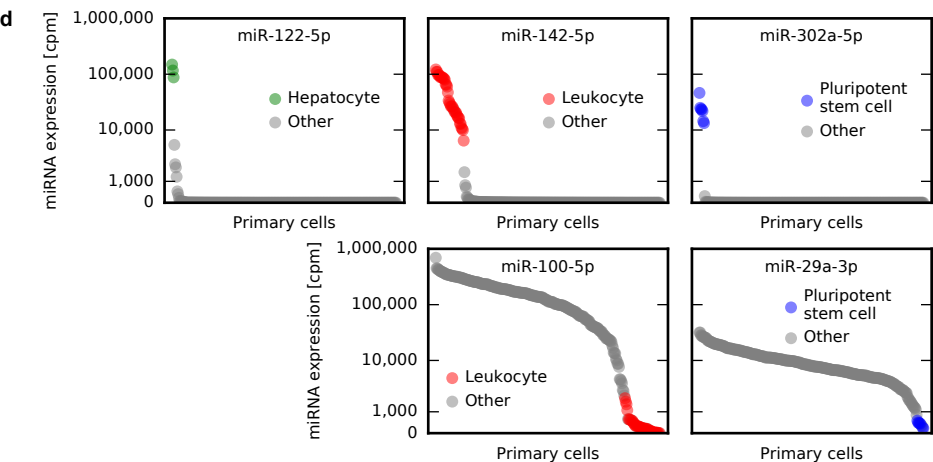 d
miRNA expression [cpm]
1,000,000
100,000
10,000
1,000
0
miR-122-5p
Hepatocyte
Other
Primary cells
miR-142-5p
Leukocyte
Other
Primary cells
miR-302a-5p
Pluripotent
stem cell
Other
Primary cells
miRNA expression [cpm]
1,000,000
100,000
10,000
1,000
0
miR-100-5p
Leukocyte
Other
Primary cells
miR-29a-3p
Pluripotent
stem cell
Other
Primary cells